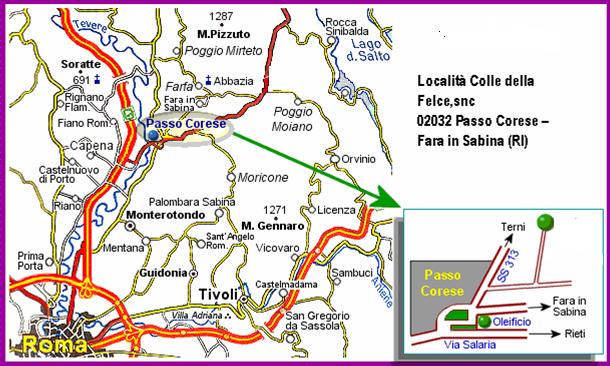 1287
M.Pizzuto
Rocca
Sinibalda
Tevere
Poggio Mirteto
Lago
d. Salto
Soratte
691
Farfa
Abbazia
Rignano
Flam.
Fara in
Sabina
Fiano Rom.
Poggio
Moiano
Passo Corese
Capena
Orvinio
Castelnuovo
di Porto
Moricone
Riano
Palombara Sabina
1271
Licenza
Monterotondo
M. Gennaro
Mentana
Sant'Angelo
Rom.
Vicovaro
Prima
Porta
Guidonia
Sambuci
Aniene
Castelmadama
Tivoli
Villa Adriana
San Gregorio
da Sassola
Roma
Località Colle della
Felce,snc
02032 Passo Corese –
Fara in Sabina (RI)
Terni
SS 313
Passo
Corese
Fara in
Sabina
Oleificio
Rieti
Via Salaria